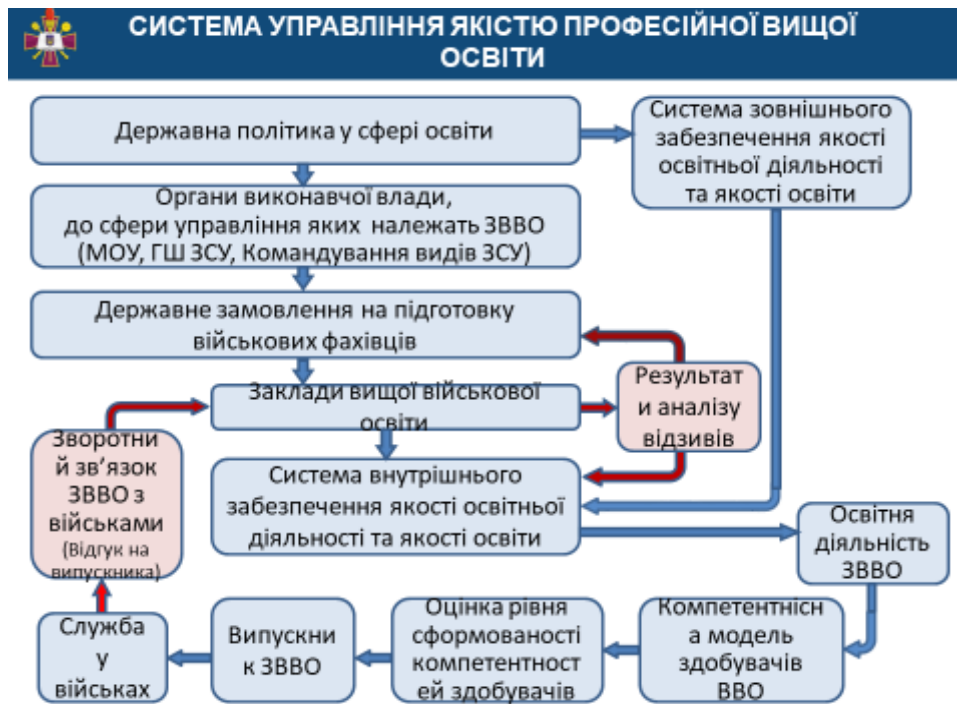 СИСТЕМА УПРАВЛІННЯ ЯКІСТЮ ПРОФЕСІЙНОЇ ВИЩОЇ
ОСВІТИ
Державна політика у сфері освіти
Система зовнішнього
забезпечення якості
освітньої діяльності
та якості освіти
Органи виконавчої влади,
до сфери управління яких належать ЗВВО
(МОУ, ГШ ЗСУ, Командування видів ЗСУ)
Державне замовлення на підготовку
військових фахівців
Результат
и аналізу
відзивів
Заклади вищої військової
освіти
Зворотни
й зв’язок
ЗВВО з
військами
(Відгук на
випускника)
Система внутрішнього
забезпечення якості освітньої
діяльності та якості освіти
Освітня
діяльність
ЗВВО
Служба
у
військах
Випускни
к ЗВВО
Оцінка рівня
сформованості
компетентност
ей здобувачів
Компетентнісн
а модель
здобувачів
ВВО